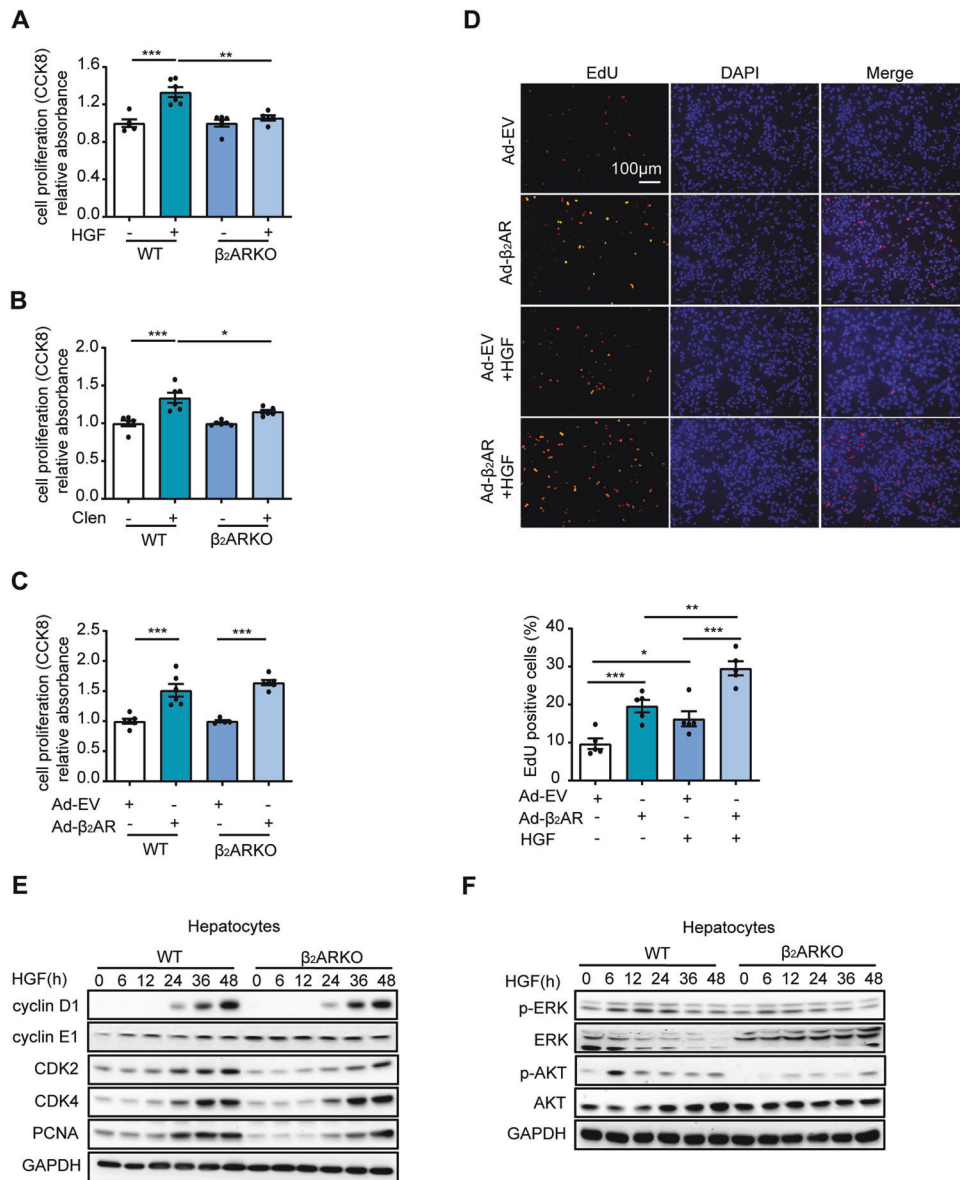 A
cell proliferation (CCK8)
relative absorbance
1.6
1.2
0.8
0.4
0.0
***
**
HGF - + - +
WT β₂ARKO
B
cell proliferation (CCK8)
relative absorbance
2.0
1.5
1.0
0.5
0.0
***
*
Clen - + - +
WT β₂ARKO
C
cell proliferation (CCK8)
relative absorbance
2.5
2.0
1.5
1.0
0.5
0.0
***
***
Ad-EV + - + -
Ad-β₂AR - + - +
WT β₂ARKO
D
EdU DAPI Merge
Ad-EV
100μm
Ad-β₂AR
Ad-EV
+HGF
Ad-β₂AR
+HGF
EdU positive cells (%)
40
30
20
10
0
**
***
*
***
Ad-EV + - + -
Ad-β₂AR - + - +
HGF - - + +
E
Hepatocytes
WT β₂ARKO
HGF(h) 0 6 12 24 36 48 0 6 12 24 36 48
cyclin D1
cyclin E1
CDK2
CDK4
PCNA
GAPDH
F
Hepatocytes
WT β₂ARKO
HGF(h) 0 6 12 24 36 48 0 6 12 24 36 48
p-ERK
ERK
p-AKT
AKT
GAPDH